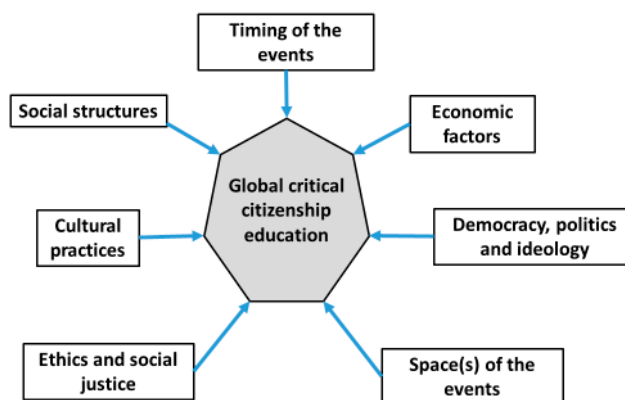 Timing of the
events
Social structures
Economic
factors
Global critical
citizenship
education
Cultural
practices
Democracy, politics
and ideology
Ethics and social
justice
Space(s) of the
events